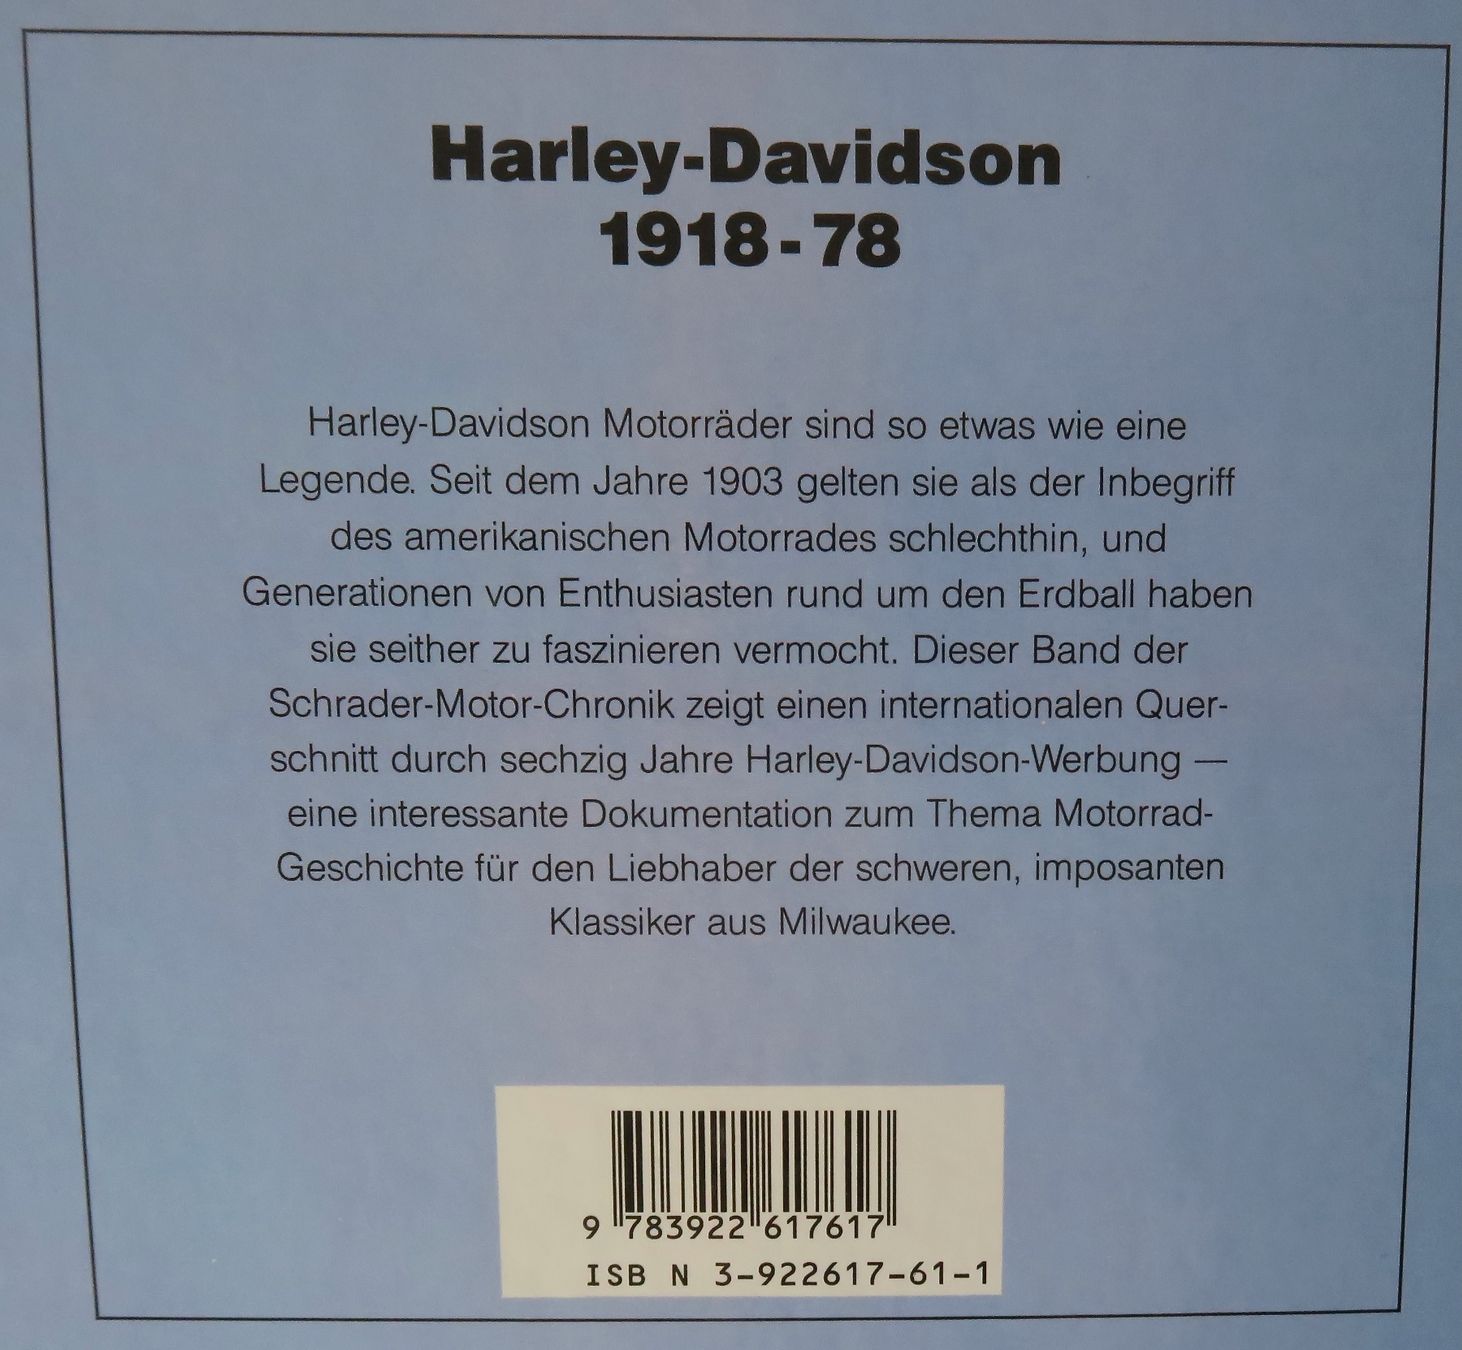 Harley-Davidson
1918-78
Harley-Davidson Motorräder sind so etwas wie eine
Legende. Seit dem Jahre 1903 gelten sie als der Inbegriff
des amerikanischen Motorrades schlechthin, und
Generationen von Enthusiasten rund um den Erdball haben
sie seither zu faszinieren vermocht. Dieser Band der
Schrader-Motor-Chronik zeigt einen internationalen Quer-
schnitt durch sechzig Jahre Harley-Davidson-Werbung —
eine interessante Dokumentation zum Thema Motorrad-
Geschichte für den Liebhaber der schweren, imposanten
Klassiker aus Milwaukee.
9 783922 617617
ISB N 3-922617-61-1